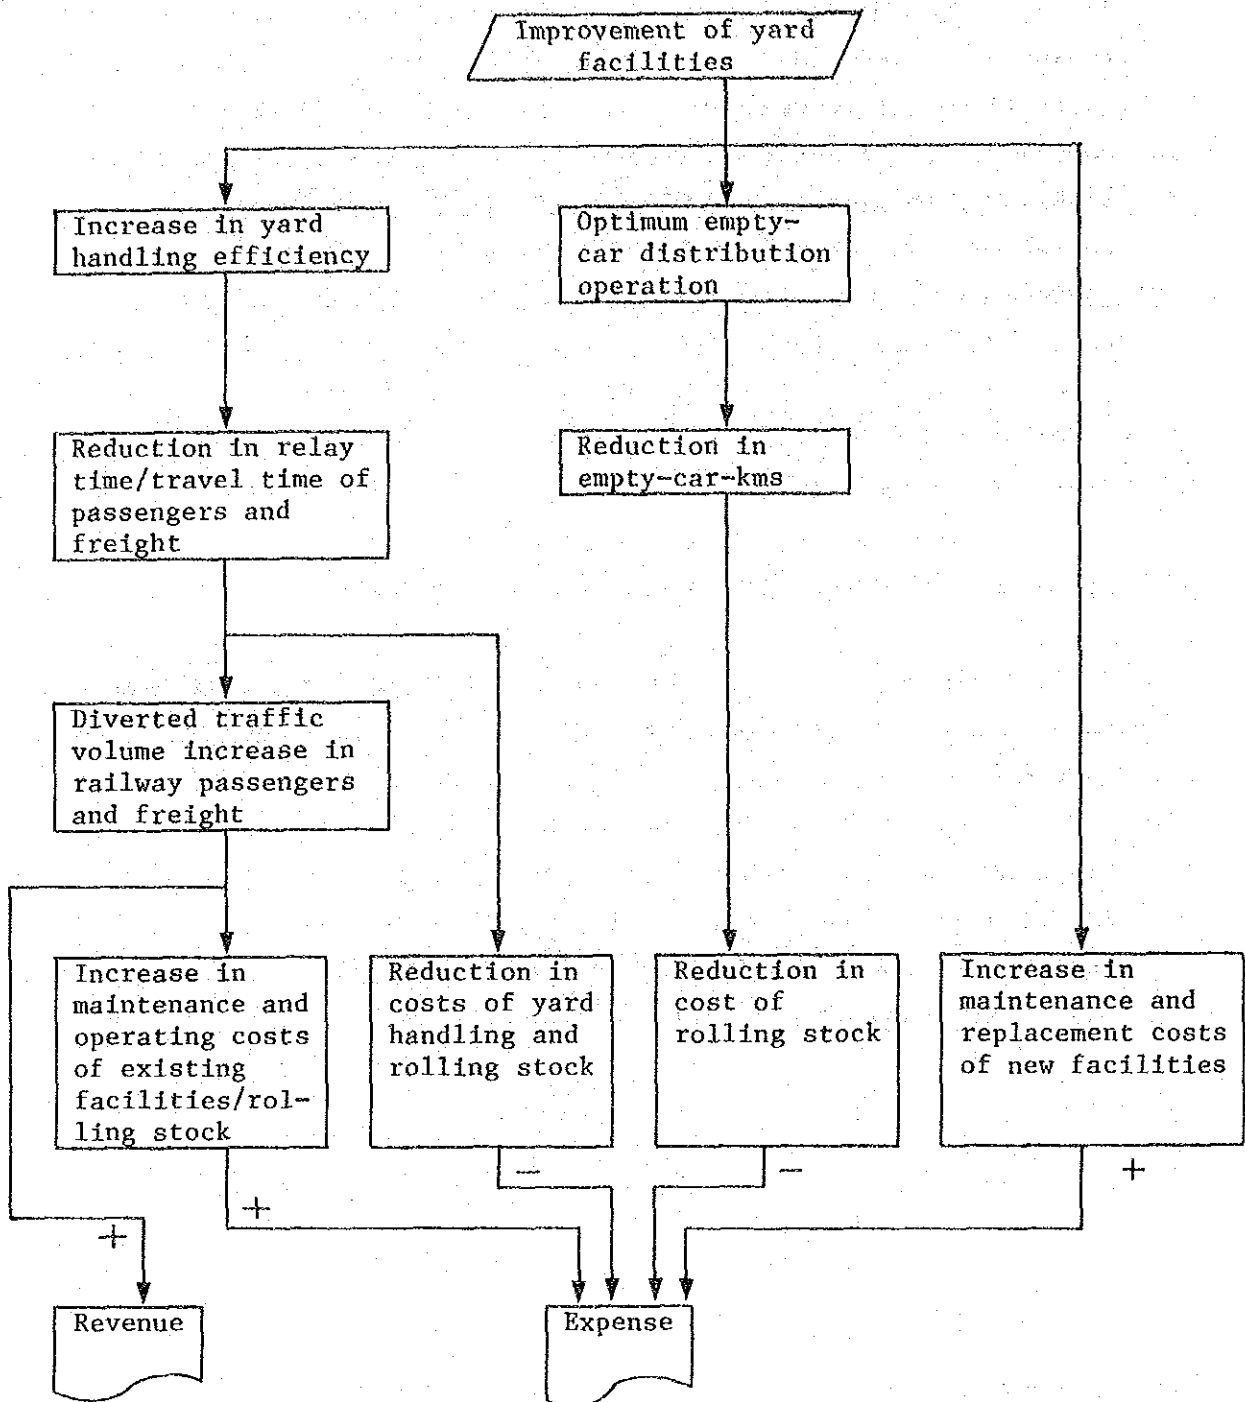 Improvement of yard
facilities
Increase in yard
handling efficiency
Optimum empty-
car distribution
operation
Reduction in relay
time/travel time of
passengers and
freight
Reduction in
empty-car-kms
Diverted traffic
volume increase in
railway passengers
and freight
Increase in
maintenance and
operating costs
of existing
facilities/rol-
ling stock
Reduction in
costs of yard
handling and
rolling stock
Reduction in
cost of
rolling stock
Increase in
maintenance and
replacement costs
of new facilities
+
-
-
+
+
Revenue
Expense